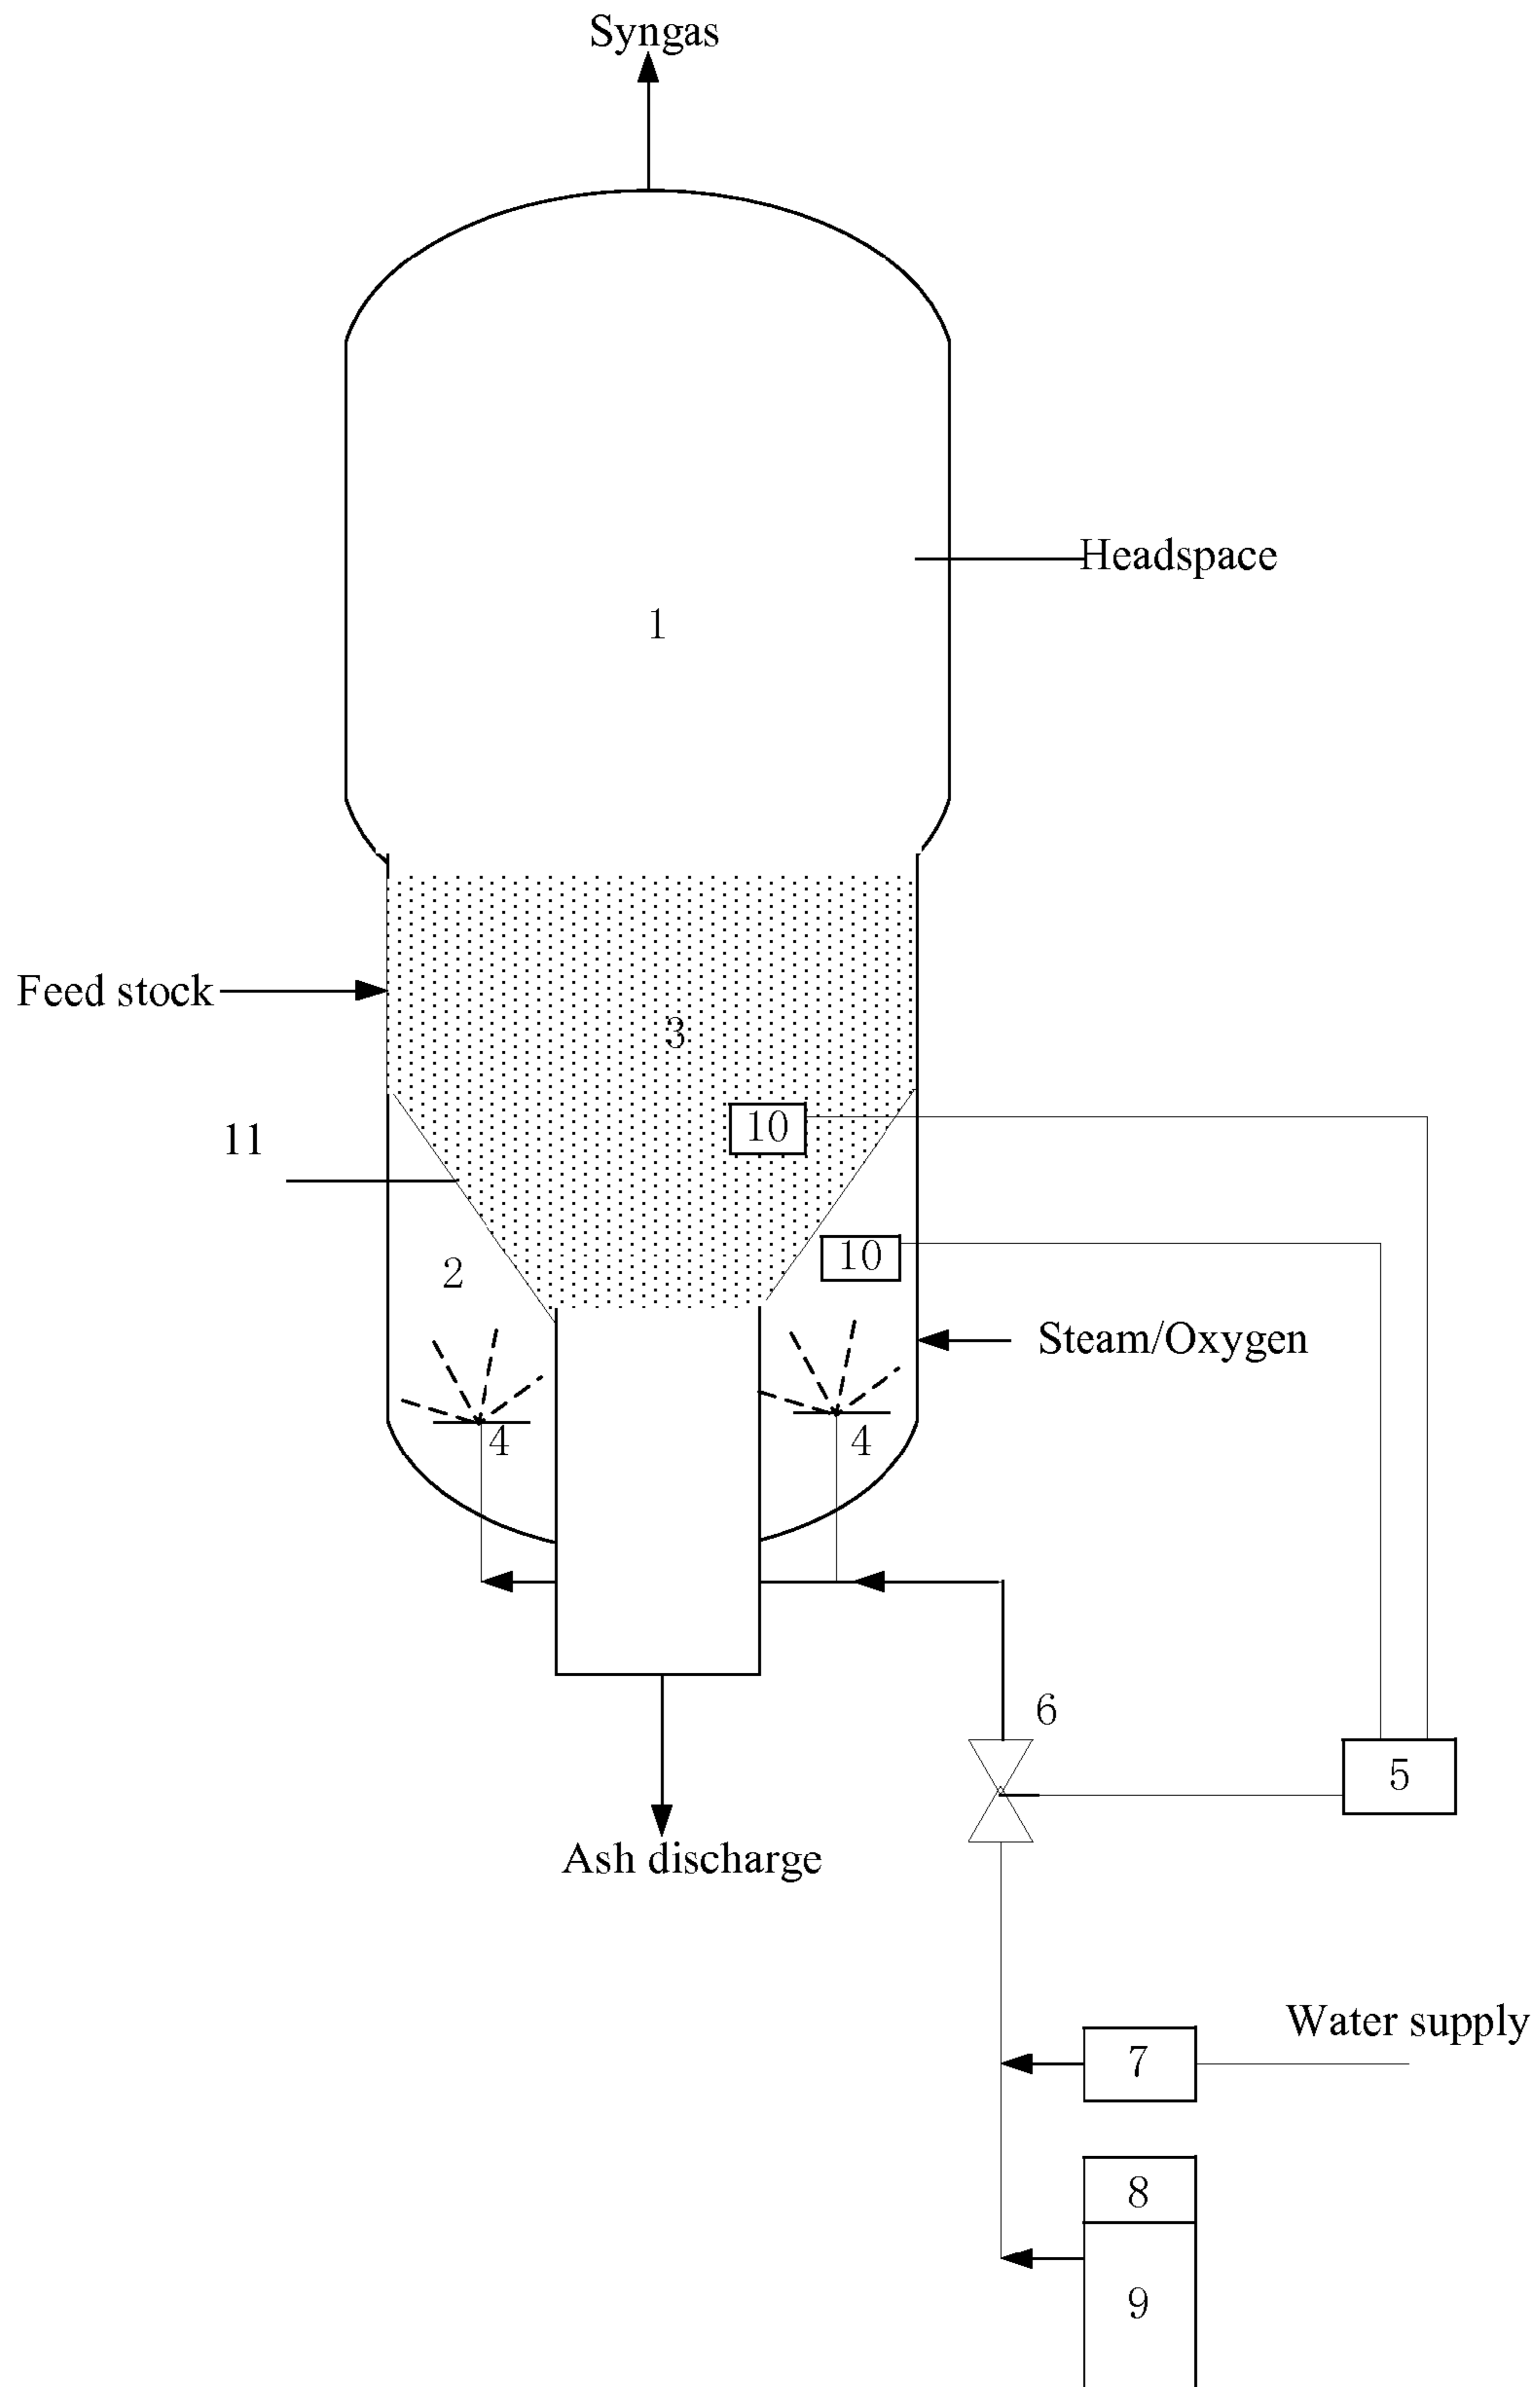 Syngas
Headspace
1
Feed stock
3
10
11
10
2
Steam/Oxygen
4
4
6
5
Ash discharge
Water supply
7
8
9